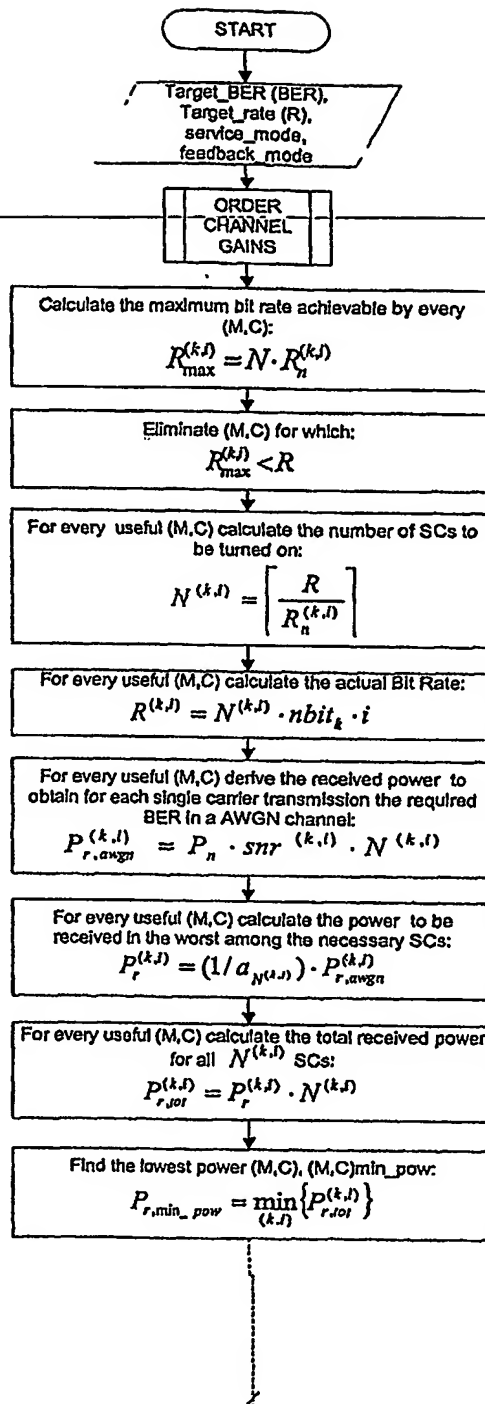 START
Target_BER (BER),
Target_rate (R),
service_mode,
feedback_mode
ORDER
CHANNEL
GAINS
Calculate the maximum bit rate achievable by every
(M,C):
R_max^(k,i) = N · R_n^(k,i)
Eliminate (M,C) for which:
R_max^(k,i) < R
For every useful (M,C) calculate the number of SCs to
be turned on:
N^(k,i) = ⌈ R / R_n^(k,i) ⌉
For every useful (M,C) calculate the actual Bit Rate:
R^(k,i) = N^(k,i) · nbit_k · i
For every useful (M,C) derive the received power to
obtain for each single carrier transmission the required
BER in a AWGN channel:
P_r,awgn^(k,i) = P_n · snr^(k,i) · N^(k,i)
For every useful (M,C) calculate the power to be
received in the worst among the necessary SCs:
P_r^(k,i) = (1/a_N^(k,i)) · P_r,awgn^(k,i)
For every useful (M,C) calculate the total received power
for all N^(k,i) SCs:
P_r,tot^(k,i) = P_r^(k,i) · N^(k,i)
Find the lowest power (M,C), (M,C)min_pow:
P_r,min_pow = min_(k,i) {P_r,tot^(k,i)}